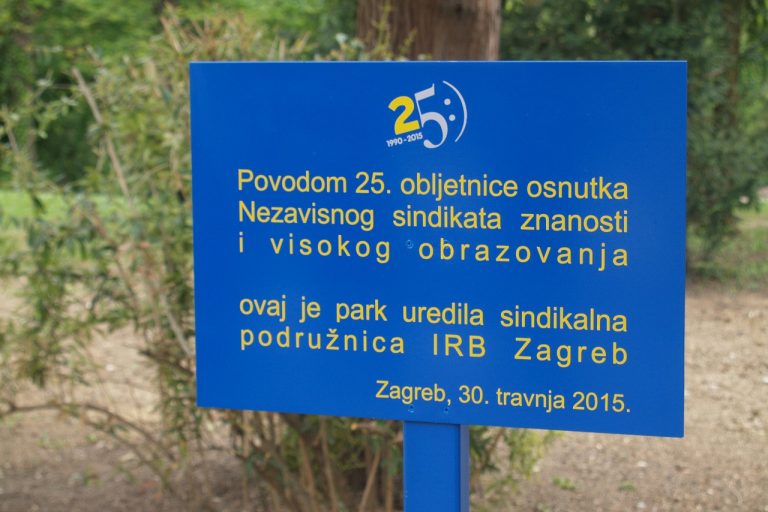 25
1990-2015
Povodom 25. obljetnice osnutka
Nezavisnog sindikata znanosti
i visokog obrazovanja
ovaj je park uredila sindikalna
podružnica IRB Zagreb
Zagreb, 30. travnja 2015.